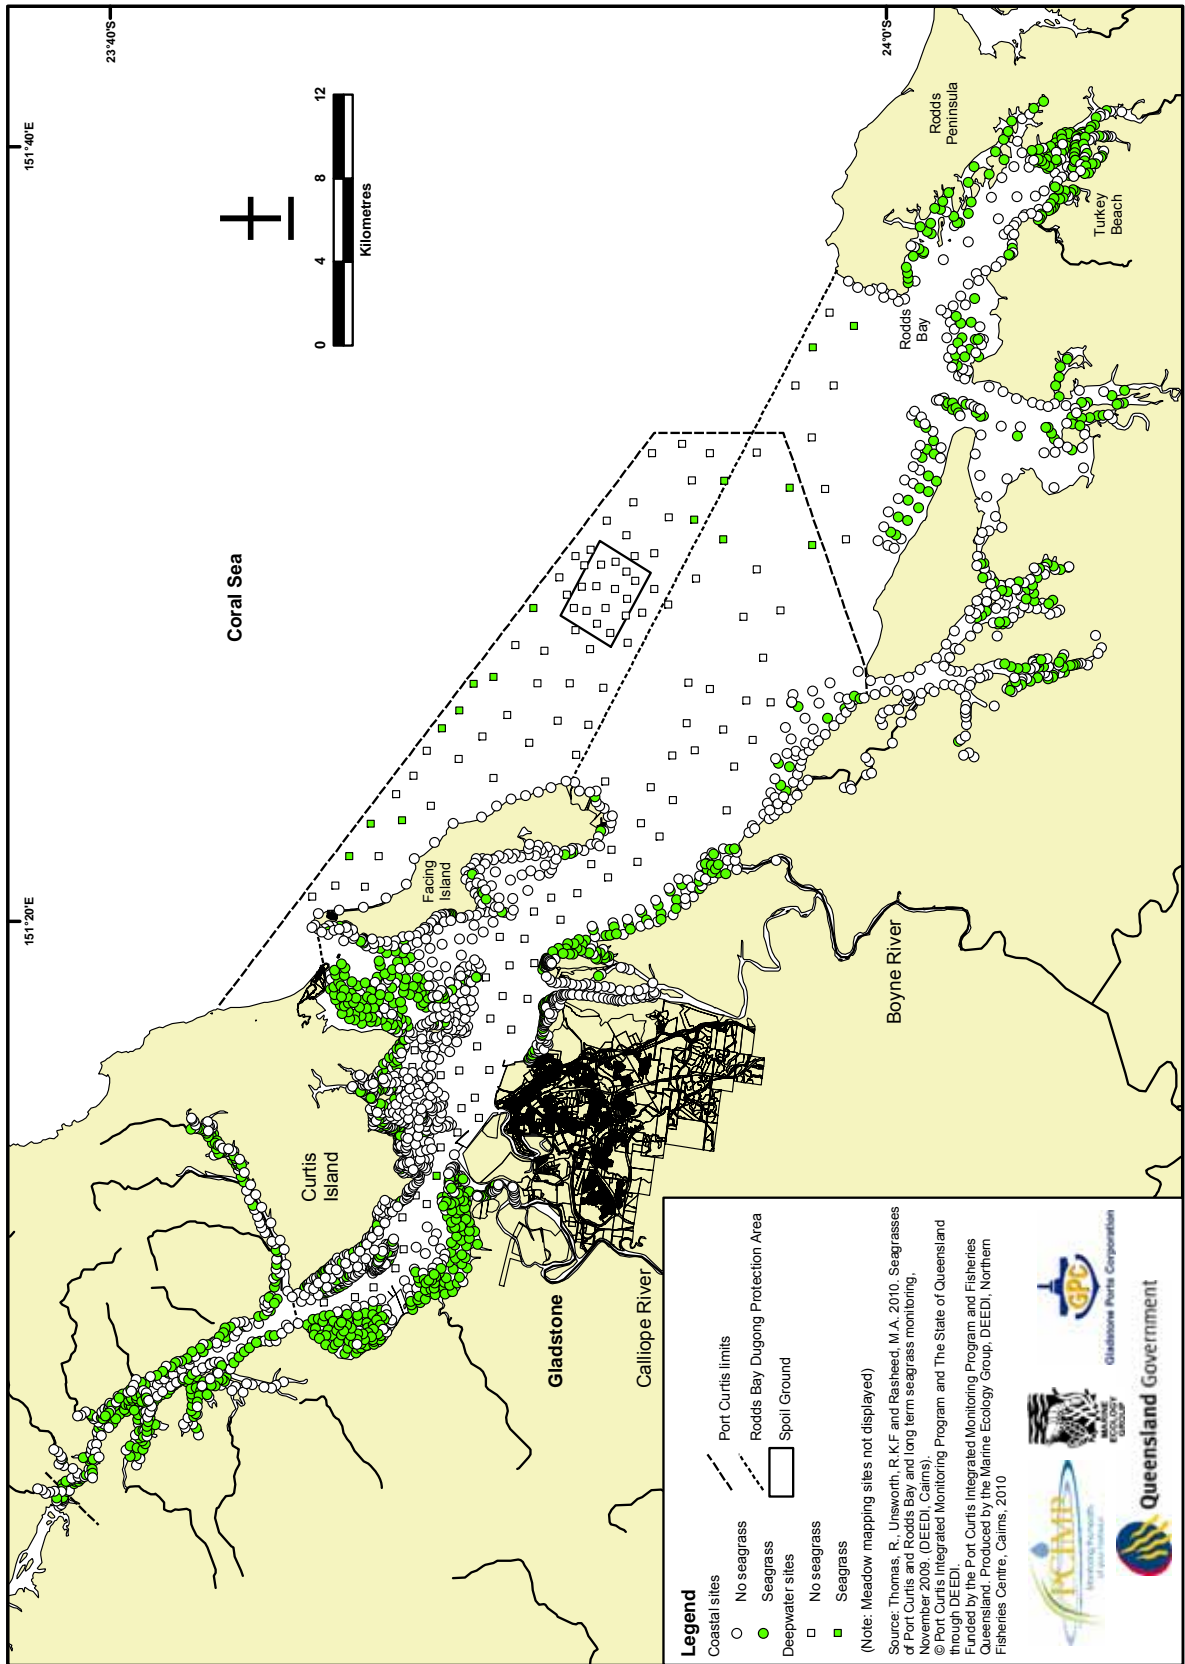 151°20'E
151°40'E
23°40'S
24°0'S
Coral Sea
0 4 8 12
Kilometres
Curtis
Island
Facing
Island
Rodds
Bay
Rodds
Peninsula
Turkey
Beach
Gladstone
Calliope River
Boyne River
Legend
Coastal sites
No seagrass
Seagrass
Deepwater sites
No seagrass
Seagrass
Port Curtis limits
Rodds Bay Dugong Protection Area
Spoil Ground
(Note: Meadow mapping sites not displayed)
Source: Thomas, R., Unsworth, R.K.F and Rasheed, M.A. 2010. Seagrasses
of Port Curtis and Rodds Bay and long term seagrass monitoring,
November 2009. (DEEDI, Cairns).
© Port Curtis Integrated Monitoring Program and The State of Queensland
through DEEDI.
Funded by the Port Curtis Integrated Monitoring Program and Fisheries
Queensland. Produced by the Marine Ecology Group, DEEDI, Northern
Fisheries Centre, Cairns, 2010
PCIMP
MARINE
ECOLOGY
GROUP
GPC
Gladstone Ports Corporation
Queensland Government